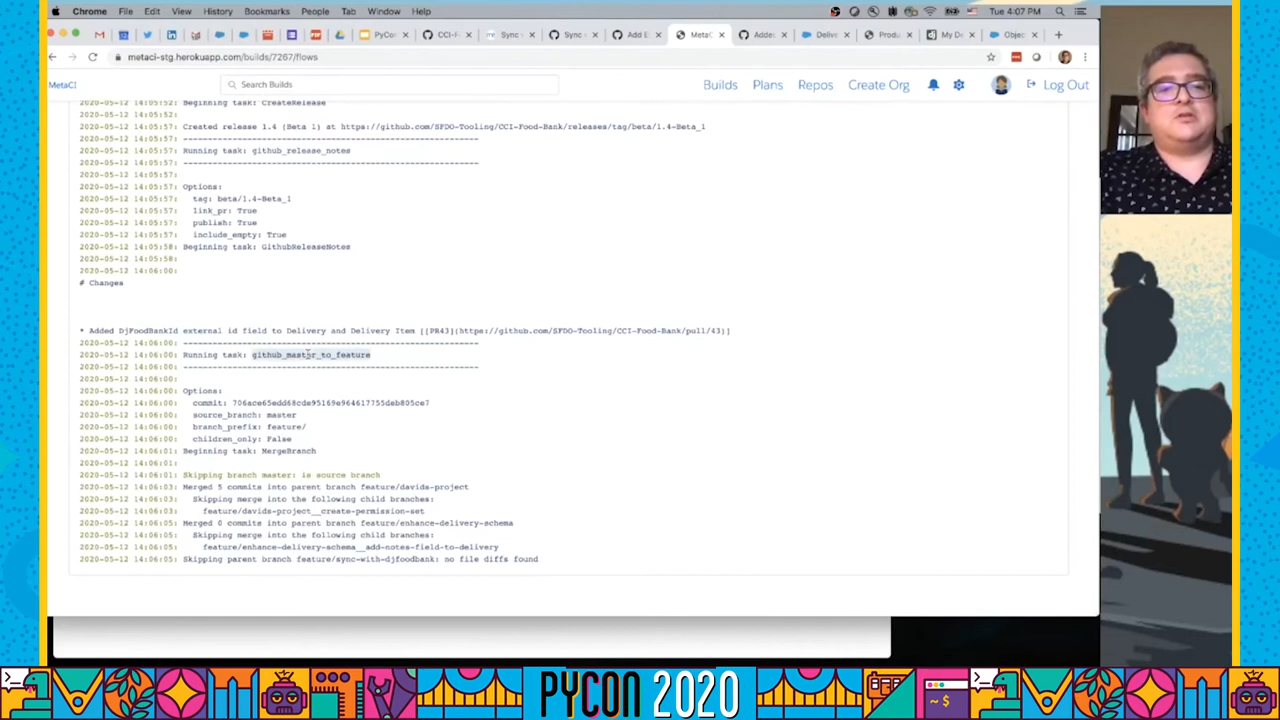 Chrome File Edit View History Bookmarks People Tab Window Help Tue 4:07 PM
PyCo CCI-F Sync Sync Add E MetaC Added Delive Produ My De Objec
metaci-stg.herokuapp.com/builds/7267/flows
MetaCI Search Builds Builds Plans Repos Create Org Log Out
2020-05-12 14:05:52: Beginning task: CreateRelease
2020-05-12 14:05:52:
2020-05-12 14:05:57: Created release 1.4 (Beta 1) at https://github.com/SFDO-Tooling/CCI-Food-Bank/releases/tag/beta/1.4-Beta_1
2020-05-12 14:05:57: ----------------------------------------------------------
2020-05-12 14:05:57: Running task: github_release_notes
2020-05-12 14:05:57: ----------------------------------------------------------
2020-05-12 14:05:57:
2020-05-12 14:05:57: Options:
2020-05-12 14:05:57: tag: beta/1.4-Beta_1
2020-05-12 14:05:57: link_pr: True
2020-05-12 14:05:57: publish: True
2020-05-12 14:05:57: include_empty: True
2020-05-12 14:05:58: Beginning task: GithubReleaseNotes
2020-05-12 14:05:58:
2020-05-12 14:06:00:
# Changes
* Added DjFoodBankId external id field to Delivery and Delivery Item [[PR43](https://github.com/SFDO-Tooling/CCI-Food-Bank/pull/43)]
2020-05-12 14:06:00: ----------------------------------------------------------
2020-05-12 14:06:00: Running task: github_master_to_feature
2020-05-12 14:06:00: ----------------------------------------------------------
2020-05-12 14:06:00:
2020-05-12 14:06:00: Options:
2020-05-12 14:06:00: commit:
2020-05-12 14:06:00: source_branch: master
2020-05-12 14:06:00: branch_prefix: feature/
2020-05-12 14:06:00: children_only: False
2020-05-12 14:06:01: Beginning task: MergeBranch
2020-05-12 14:06:01:
2020-05-12 14:06:01: Skipping branch master: is source branch
2020-05-12 14:06:03: Merged 5 commits into parent branch feature/davids-project
2020-05-12 14:06:03: Skipping merge into the following child branches:
2020-05-12 14:06:03: feature/davids-project__create-permission-set
2020-05-12 14:06:05: Merged 0 commits into parent branch feature/enhance-delivery-schema
2020-05-12 14:06:05: Skipping merge into the following child branches:
2020-05-12 14:06:05: feature/enhance-delivery-schema__add-notes-field-to-delivery
2020-05-12 14:06:05: Skipping parent branch feature/sync-with-djfoodbank: no file diffs found
PYCON 2020
~$